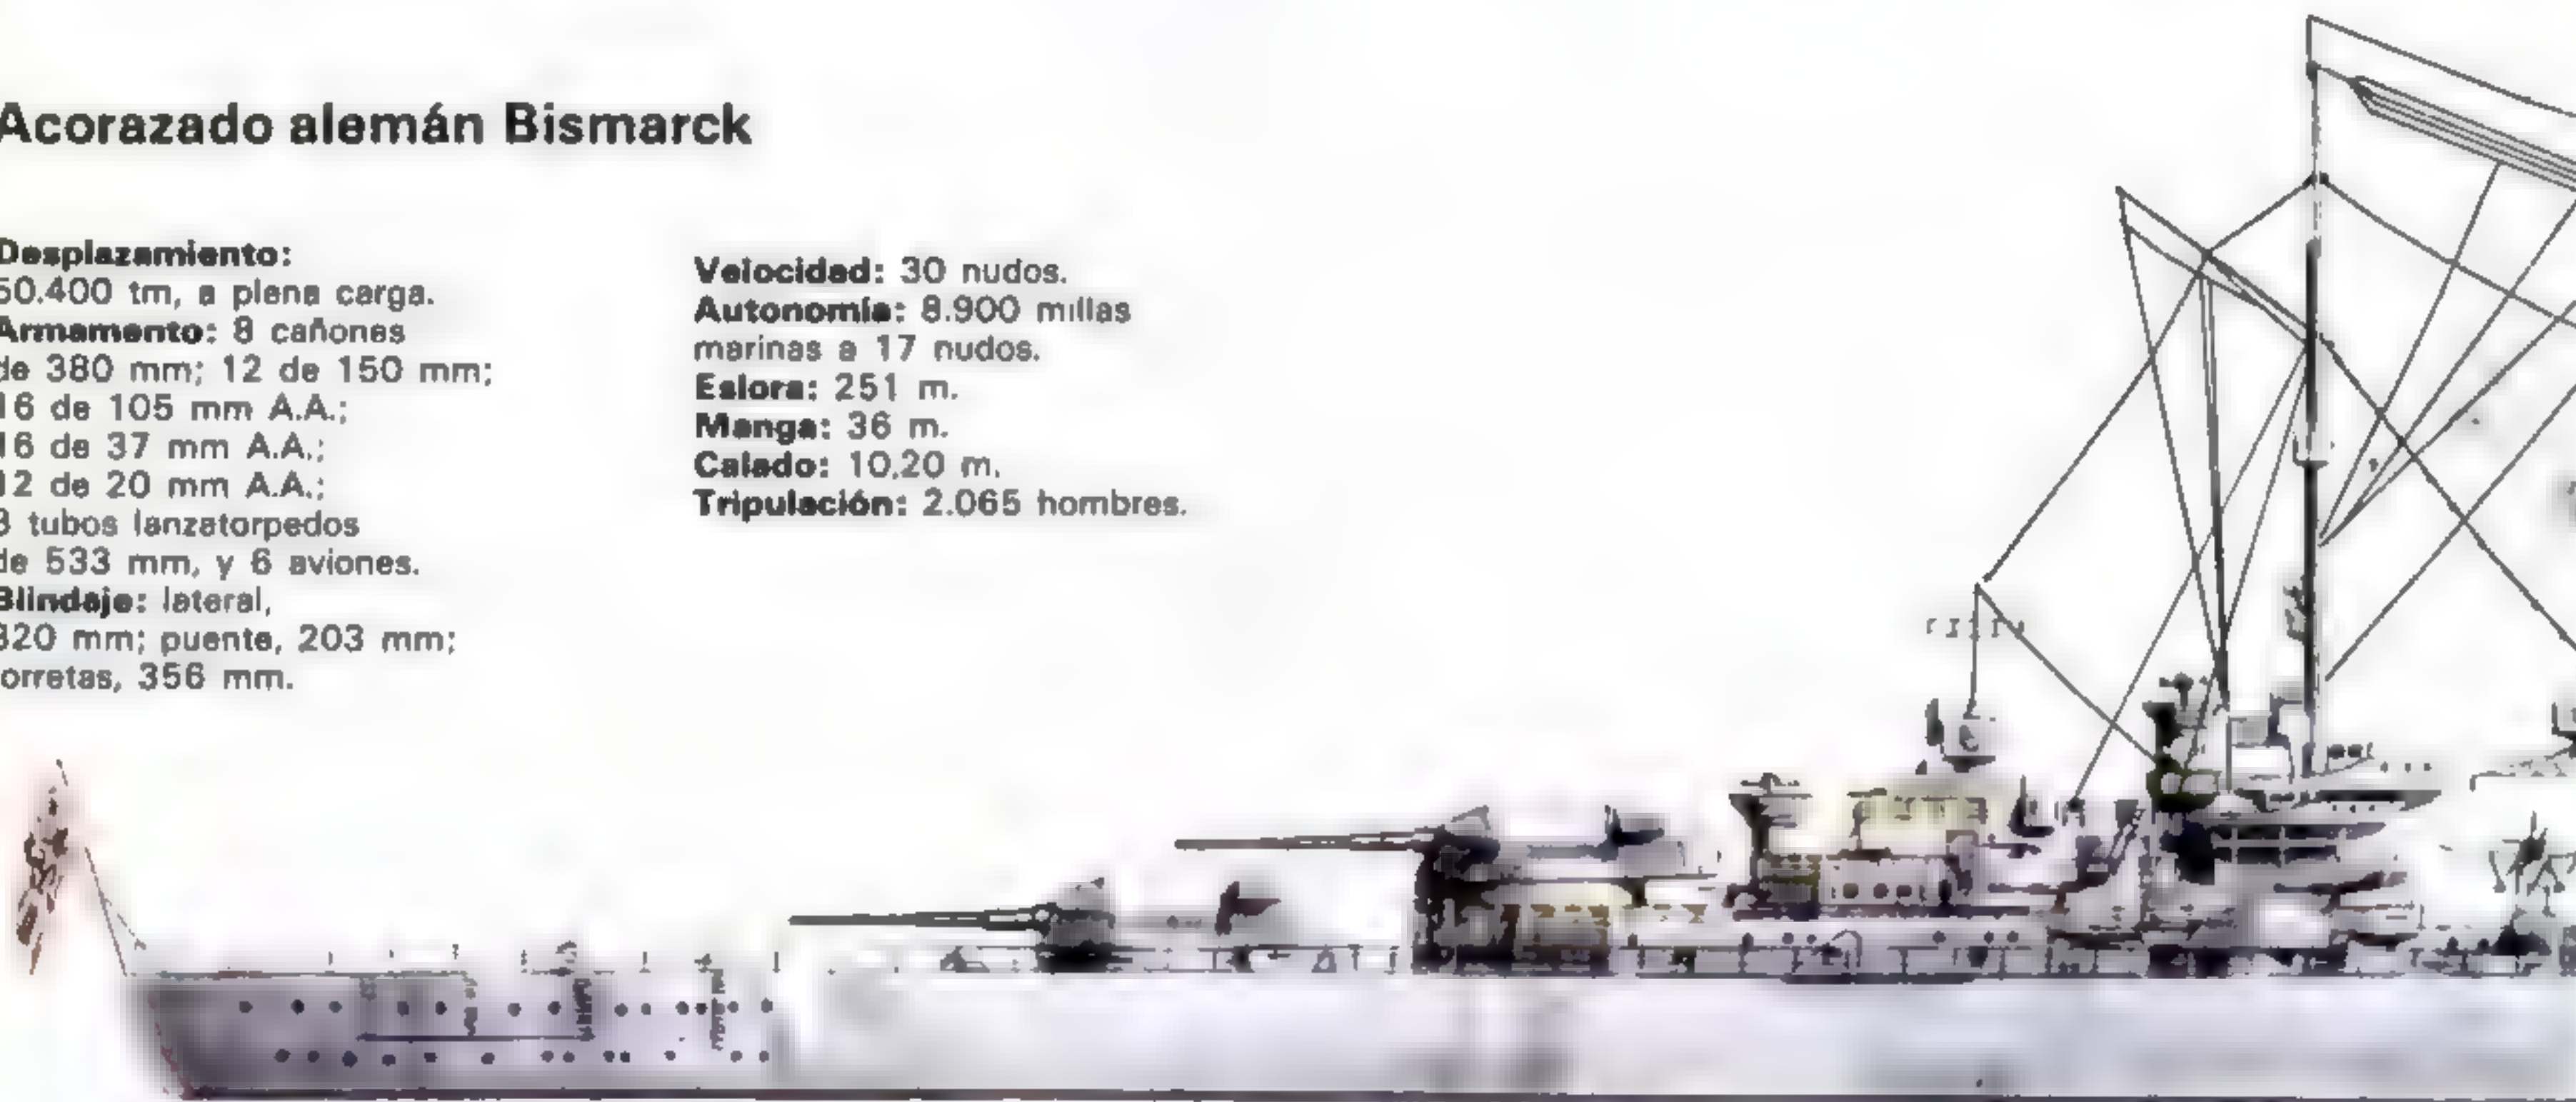 Acorazado alemán Bismarck
Desplazamiento:
50.400 tm, a plena carga.
Armamento: 8 cañones
de 380 mm; 12 de 150 mm;
16 de 105 mm A.A.;
16 de 37 mm A.A.;
12 de 20 mm A.A.;
8 tubos lanzatorpedos
de 533 mm, y 6 aviones.
Blindaje: lateral,
320 mm; puente, 203 mm;
orretas, 356 mm.
Velocidad: 30 nudos.
Autonomía: 8.900 millas
marinas a 17 nudos.
Eslora: 251 m.
Manga: 36 m.
Calado: 10,20 m.
Tripulación: 2.065 hombres.